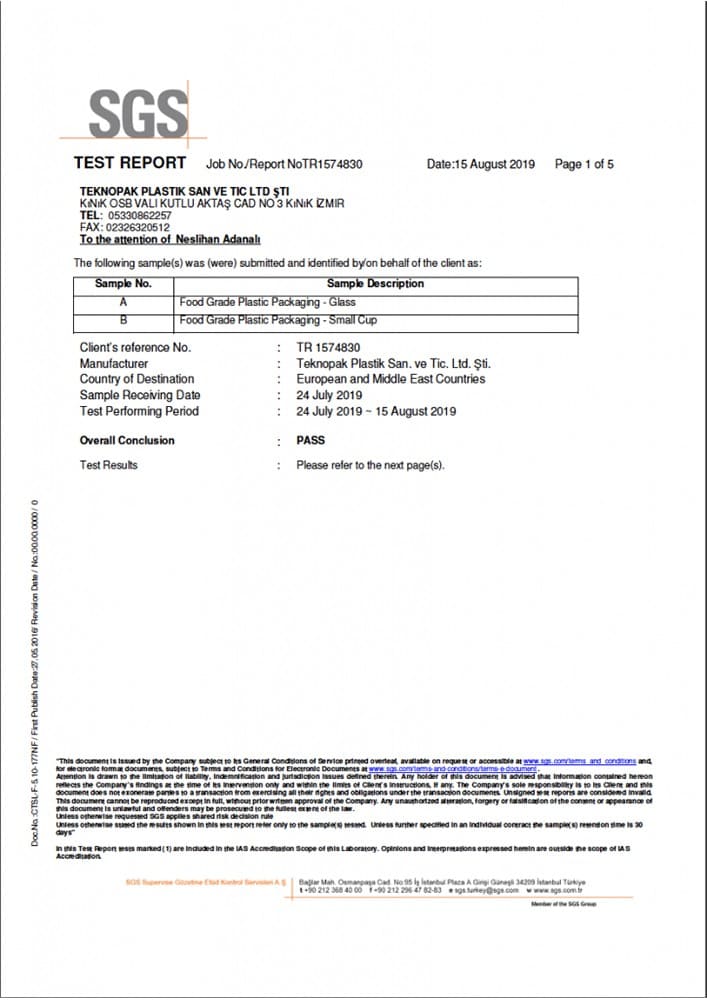 SGS
TEST REPORT Job No./Report NoTR1574830 Date:15 August 2019 Page 1 of 5
TEKNOPAK PLASTIK SAN VE TIC LTD ŞTI
KıNıK OSB VALI KUTLU AKTAŞ CAD NO 3 KıNıK İZMIR
TEL: 05330862257
FAX: 02326320512
To the attention of Neslihan Adanalı
The following sample(s) was (were) submitted and identified by/on behalf of the client as:
Sample No. Sample Description
A Food Grade Plastic Packaging - Glass
B Food Grade Plastic Packaging - Small Cup
Client's reference No. : TR 1574830
Manufacturer : Teknopak Plastik San. ve Tic. Ltd. Şti.
Country of Destination : European and Middle East Countries
Sample Receiving Date : 24 July 2019
Test Performing Period : 24 July 2019 ~ 15 August 2019
Overall Conclusion : PASS
Test Results : Please refer to the next page(s).
Doc.No.:CTSL-F-5.10-177NF / First Publish Date:27.05.2016/ Revision Date / No:00.00.0000 / 0
"This document is issued by the Company subject to its General Conditions of Service printed overleaf, available on request or accessible at www.sgs.com/terms_and_conditions and,
for electronic format documents, subject to Terms and Conditions for Electronic Documents at www.sgs.com/terms-and-conditions/terms-e-document.
Attention is drawn to the limitation of liability, indemnification and jurisdiction issues defined therein. Any holder of this document is advised that information contained hereon
reflects the Company's findings at the time of its intervention only and within the limits of Client's instructions, if any. The Company's sole responsibility is to its Client and this
document does not exonerate parties to a transaction from exercising all their rights and obligations under the transaction documents. Unsigned test reports are considered invalid.
This document cannot be reproduced except in full, without prior written approval of the Company. Any unauthorized alteration, forgery or falsification of the content or appearance of
this document is unlawful and offenders may be prosecuted to the fullest extent of the law.
Unless otherwise requested SGS applies shared risk decision rule
Unless otherwise stated the results shown in this test report refer only to the sample(s) tested. Unless further specified in an individual contract the sample(s) retention time is 30
days"
In this Test Report tests marked (1) are included in the IAS Accreditation Scope of this Laboratory. Opinions and Interpretations expressed herein are outside the scope of IAS
Accreditation.
SGS Supervise Gözetme Etüd Kontrol Servisleri A.Ş. Bağlar Mah. Osmanpaşa Cad. No:95 İş İstanbul Plaza A Girişi Güneşli 34209 İstanbul Türkiye
t +90 212 368 40 00 f +90 212 296 47 82-83 e sgs.turkey@sgs.com w www.sgs.com.tr
Member of the SGS Group